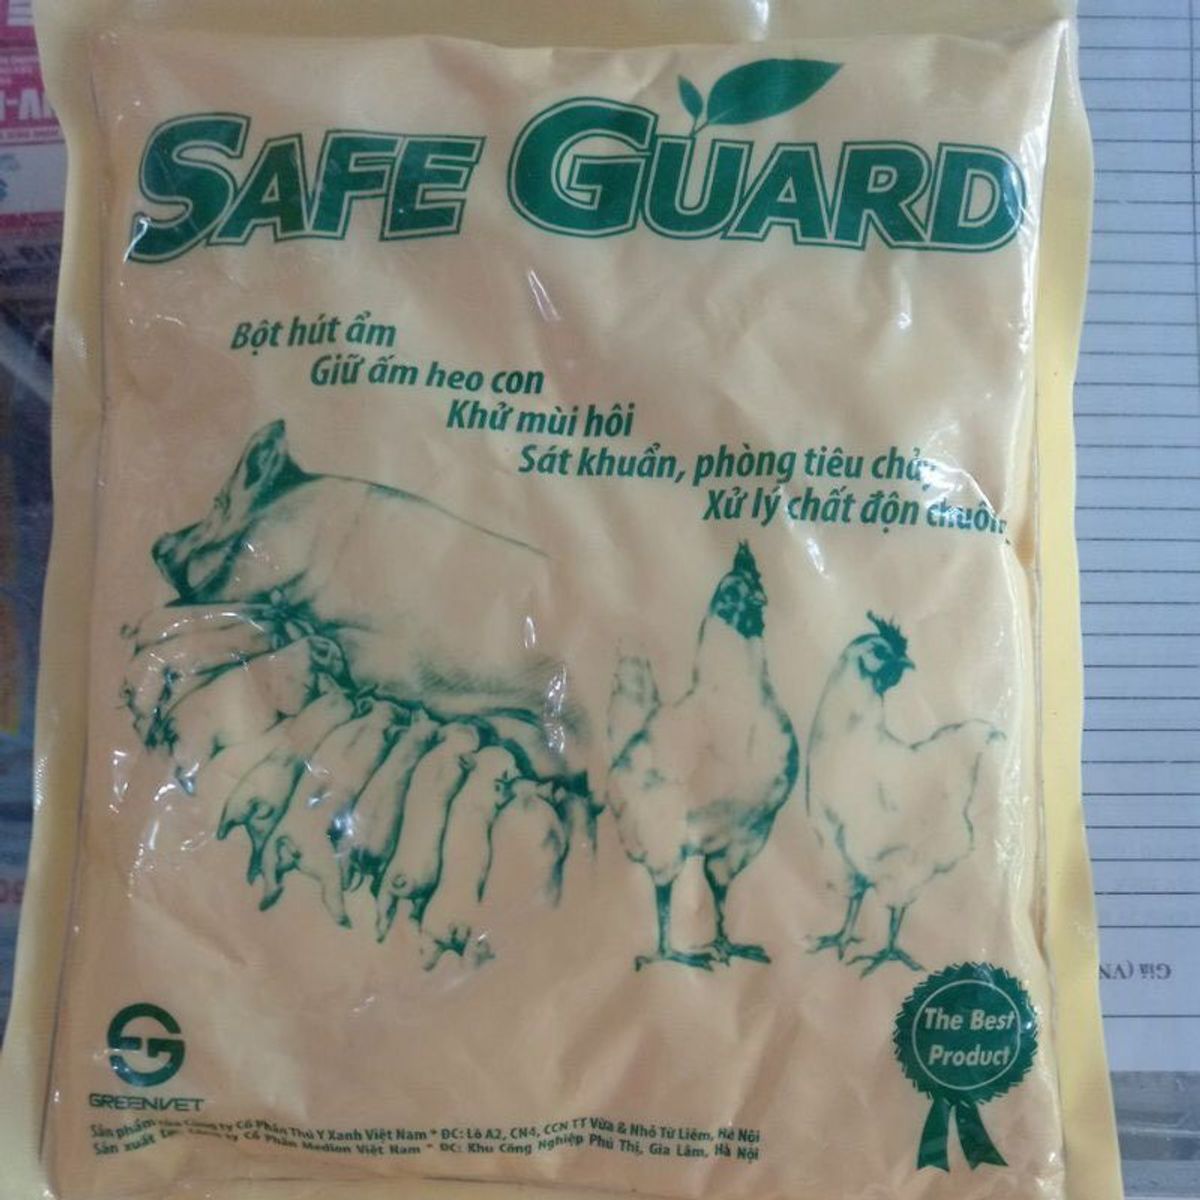 SAFE GUARD
Bột hút ẩm
Giữ ấm heo con
Khử mùi hôi
Sát khuẩn, phòng tiêu chảy
Xử lý chất độn chuồng
The Best
Product
GREENVET
Sản phẩm của Công ty Cổ Phần Thú Y Xanh Việt Nam * ĐC: Lô A2, CN4, CCN TT Vừa & Nhỏ Từ Liêm, Hà Nội
Sản xuất tại: Công ty Cổ Phần Medion Việt Nam * ĐC: Khu Công Nghiệp Phú Thị, Gia Lâm, Hà Nội
Giá (VN